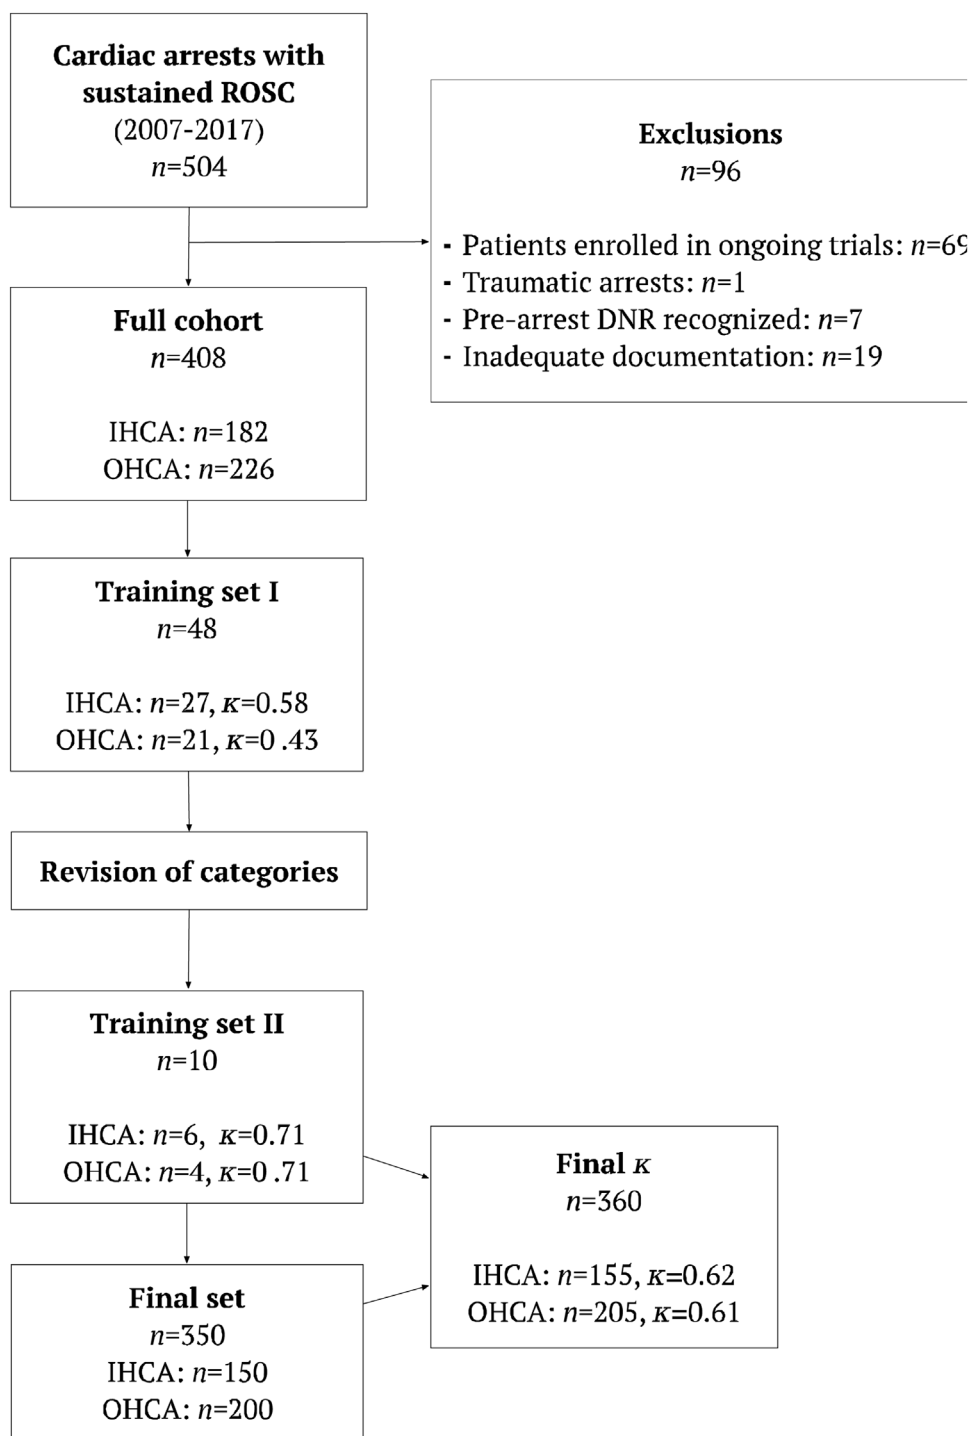 Cardiac arrests with
sustained ROSC
(2007-2017)
n=504
Exclusions
n=96
- Patients enrolled in ongoing trials: n=69
- Traumatic arrests: n=1
- Pre-arrest DNR recognized: n=7
- Inadequate documentation: n=19
Full cohort
n=408
IHCA: n=182
OHCA: n=226
Training set I
n=48
IHCA: n=27, κ=0.58
OHCA: n=21, κ=0 .43
Revision of categories
Training set II
n=10
IHCA: n=6, κ=0.71
OHCA: n=4, κ=0 .71
Final κ
n=360
IHCA: n=155, κ=0.62
OHCA: n=205, κ=0.61
Final set
n=350
IHCA: n=150
OHCA: n=200